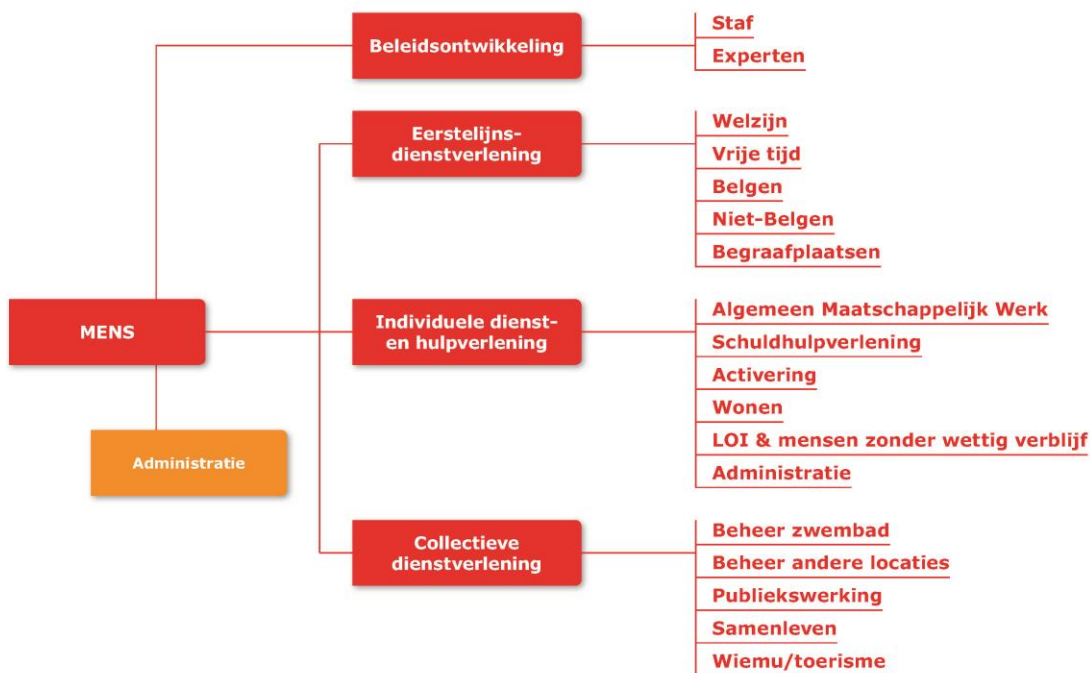 Beleidsontwikkeling
Staf
Experten
Eerstelijns-
dienstverlening
Welzijn
Vrije tijd
Belgen
Niet-Belgen
Begraafplaatsen
MENS
Administratie
Individuele dienst-
en hulpverlening
Algemeen Maatschappelijk Werk
Schuldhulpverlening
Activering
Wonen
LOI & mensen zonder wettig verblijf
Administratie
Collectieve
dienstverlening
Beheer zwembad
Beheer andere locaties
Publiekswerking
Samenleven
Wiemu/toerisme